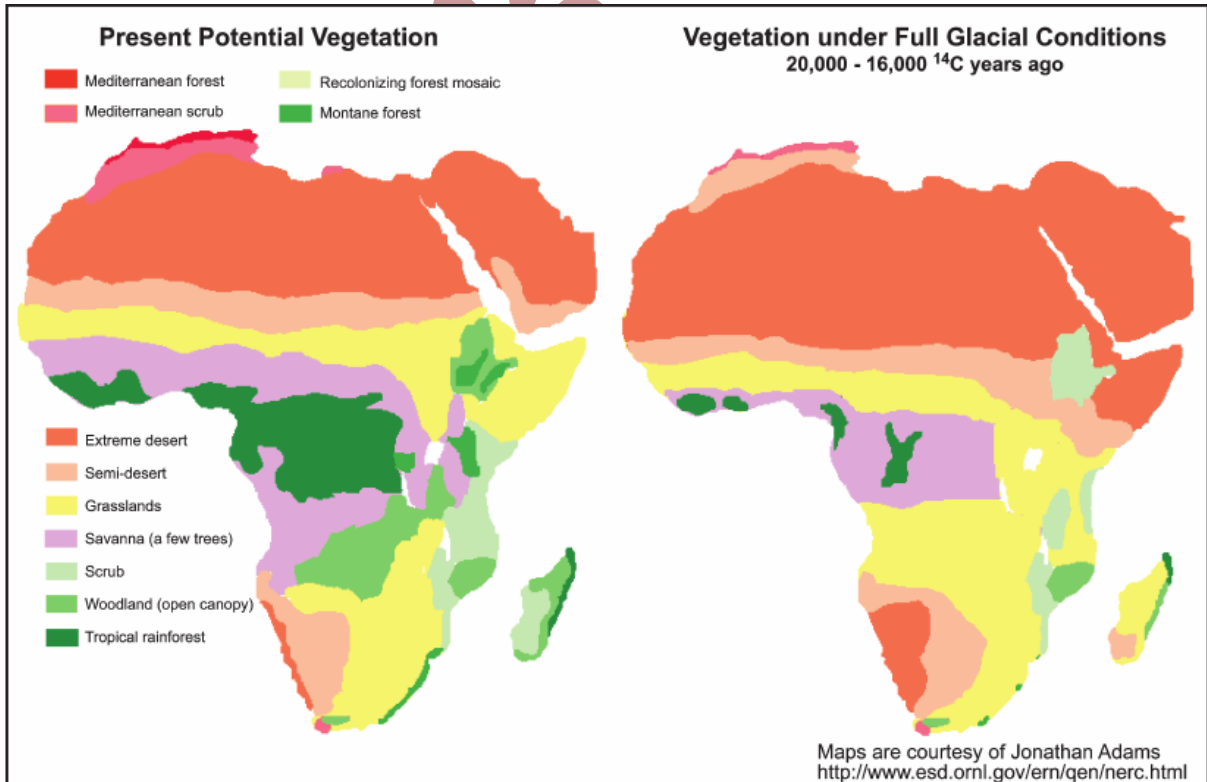 Present Potential Vegetation
Mediterranean forest
Mediterranean scrub
Recolonizing forest mosaic
Montane forest
Vegetation under Full Glacial Conditions
20,000 - 16,000 ¹⁴C years ago
Extreme desert
Semi-desert
Grasslands
Savanna (a few trees)
Scrub
Woodland (open canopy)
Tropical rainforest
Maps are courtesy of Jonathan Adams
http://www.esd.ornl.gov/ern/qen/nerc.html